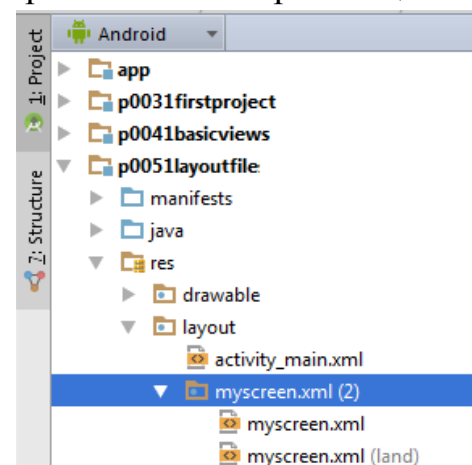 Android
1: Project
7: Structure
app
p0031firstproject
p0041basicviews
p0051layoutfile
manifests
java
res
drawable
layout
activity_main.xml
myscreen.xml (2)
myscreen.xml
myscreen.xml (land)